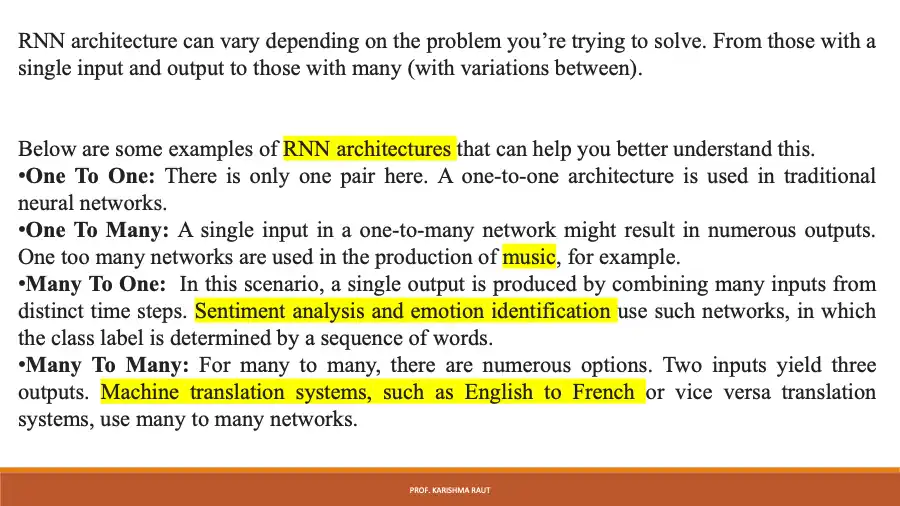 RNN architecture can vary depending on the problem you’re trying to solve. From those with a
single input and output to those with many (with variations between).
Below are some examples of RNN architectures that can help you better understand this.
•One To One: There is only one pair here. A one-to-one architecture is used in traditional
neural networks.
•One To Many: A single input in a one-to-many network might result in numerous outputs.
One too many networks are used in the production of music, for example.
•Many To One: In this scenario, a single output is produced by combining many inputs from
distinct time steps. Sentiment analysis and emotion identification use such networks, in which
the class label is determined by a sequence of words.
•Many To Many: For many to many, there are numerous options. Two inputs yield three
outputs. Machine translation systems, such as English to French or vice versa translation
systems, use many to many networks.
PROF. KARISHMA RAUT